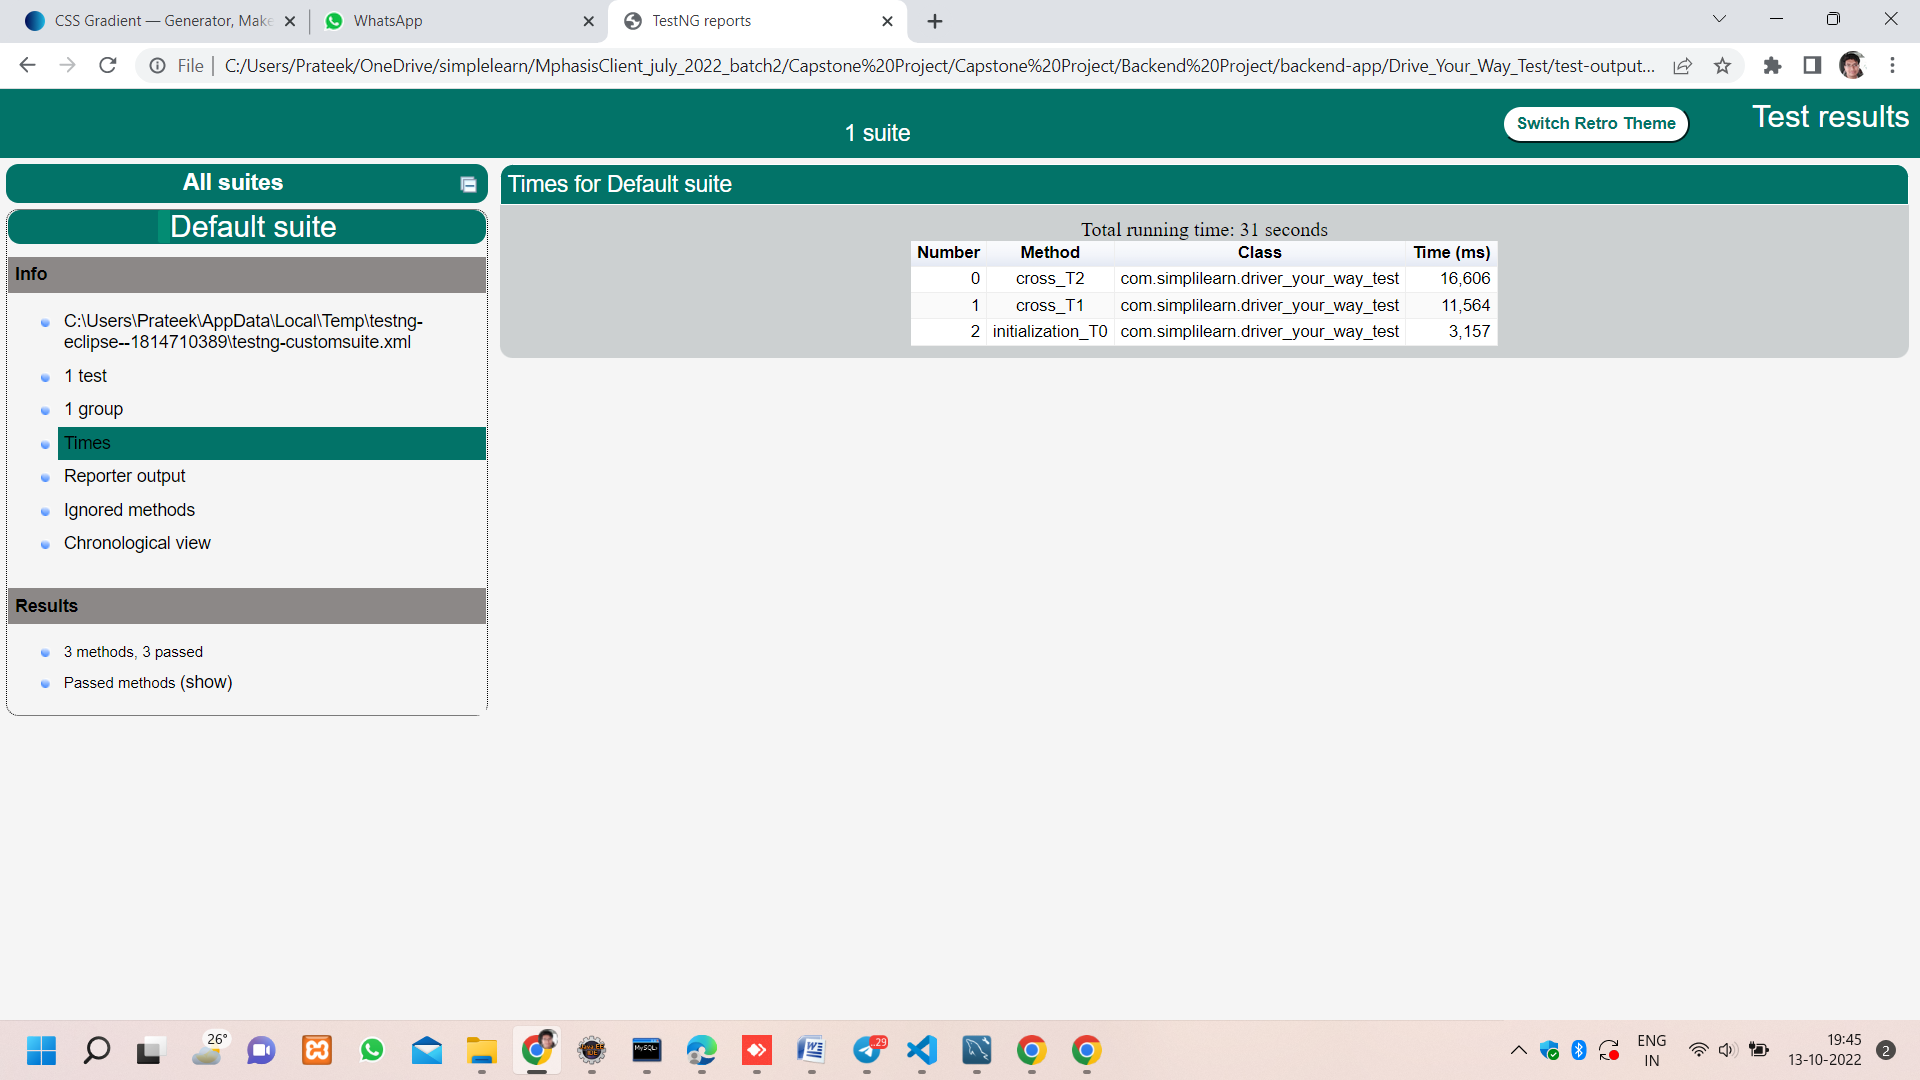 CSS Gradient — Generator, Make
WhatsApp
TestNG reports
File
C:/Users/Prateek/OneDrive/simplelearn/MphasisClient_july_2022_batch2/Capstone%20Project/Capstone%20Project/Backend%20Project/backend-app/Drive_Your_Way_Test/test-output...
1 suite
Switch Retro Theme
Test results
All suites
Default suite
Info
C:\Users\Prateek\AppData\Local\Temp\testng-
eclipse--1814710389\testng-customsuite.xml
1 test
1 group
Times
Reporter output
Ignored methods
Chronological view
Results
3 methods, 3 passed
Passed methods (show)
Times for Default suite
Total running time: 31 seconds
Number Method Class Time (ms)
0 cross_T2 com.simplilearn.driver_your_way_test 16,606
1 cross_T1 com.simplilearn.driver_your_way_test 11,564
2 initialization_T0 com.simplilearn.driver_your_way_test 3,157
26°
MySQL
..29
ENG
IN
19:45
13-10-2022
2